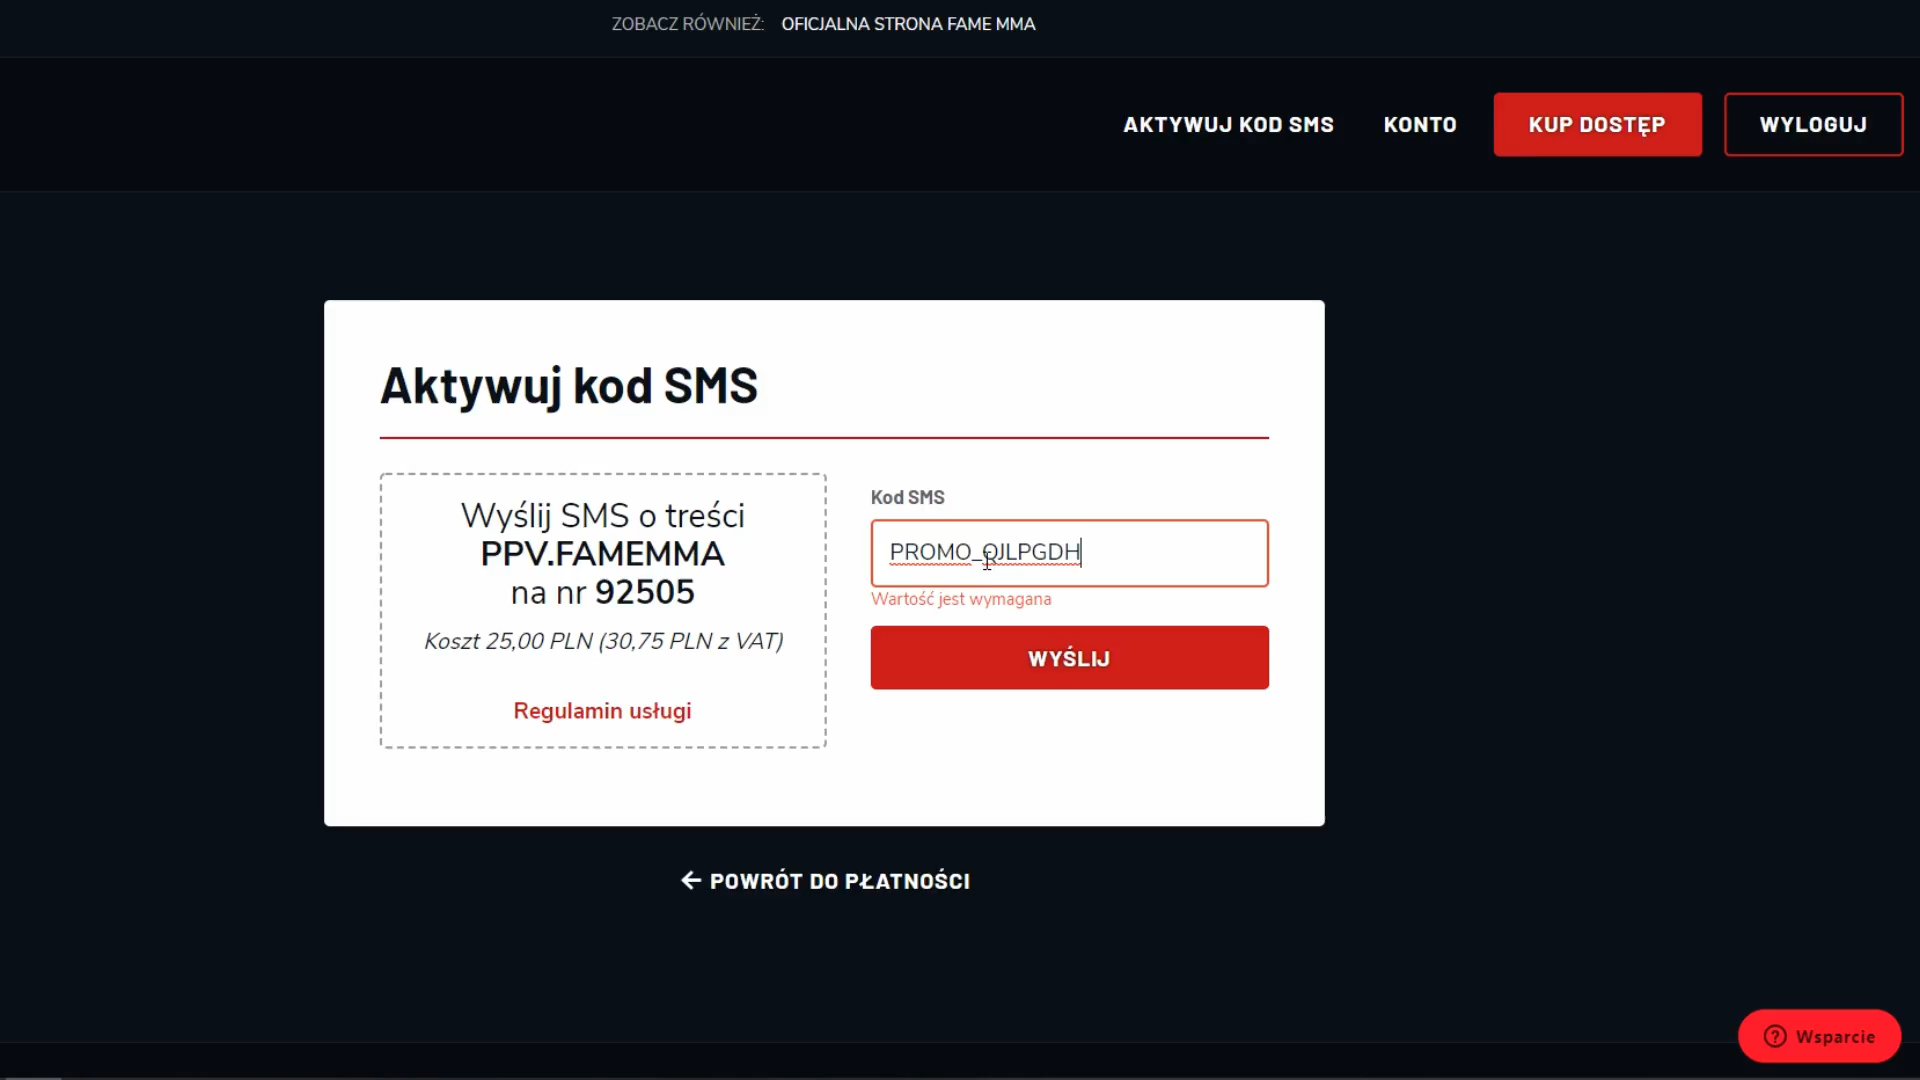 ZOBACZ RÓWNIEŻ: OFICJALNA STRONA FAME MMA
AKTYWUJ KOD SMS KONTO KUP DOSTĘP WYLOGUJ
Aktywuj kod SMS
Wyślij SMS o treści
PPV.FAMEMMA
na nr 92505
Koszt 25,00 PLN (30,75 PLN z VAT)
Regulamin usługi
Kod SMS
PROMO_QJLPGDH
Wartość jest wymagana
WYŚLIJ
← POWRÓT DO PŁATNOŚCI
Wsparcie